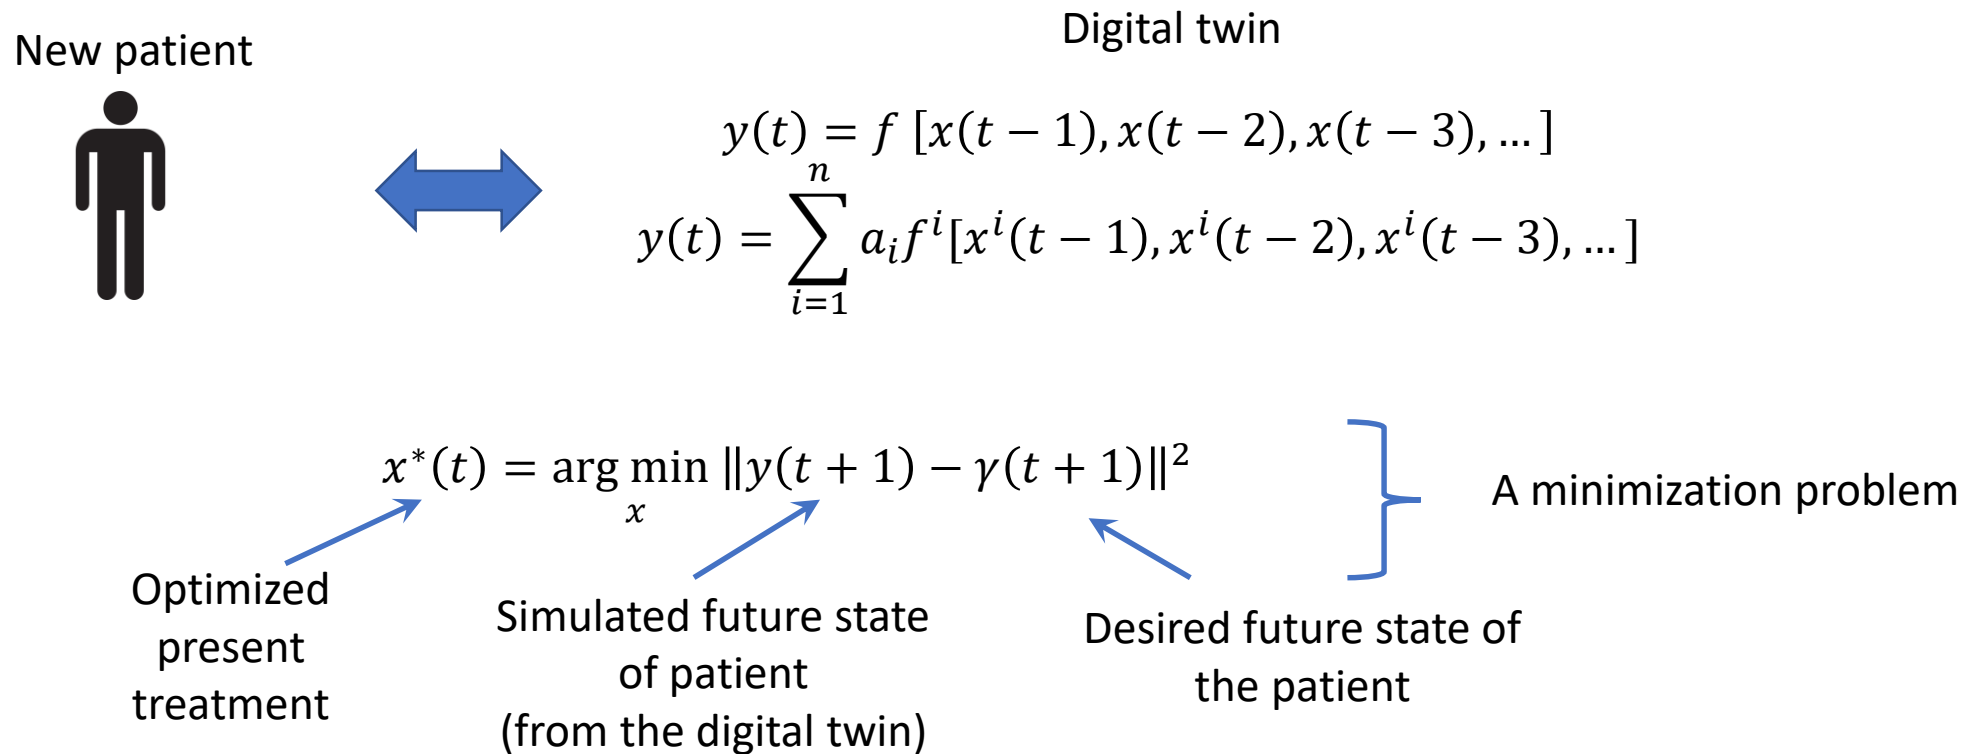 New patient
Digital twin
y(t) = f [x(t − 1), x(t − 2), x(t − 3), … ]
y(t) = ∑_{i=1}^{n} a_i f^i[x^i(t − 1), x^i(t − 2), x^i(t − 3), … ]
x*(t) = arg min_x ‖y(t + 1) − γ(t + 1)‖²
A minimization problem
Optimized
present
treatment
Simulated future state
of patient
(from the digital twin)
Desired future state of
the patient